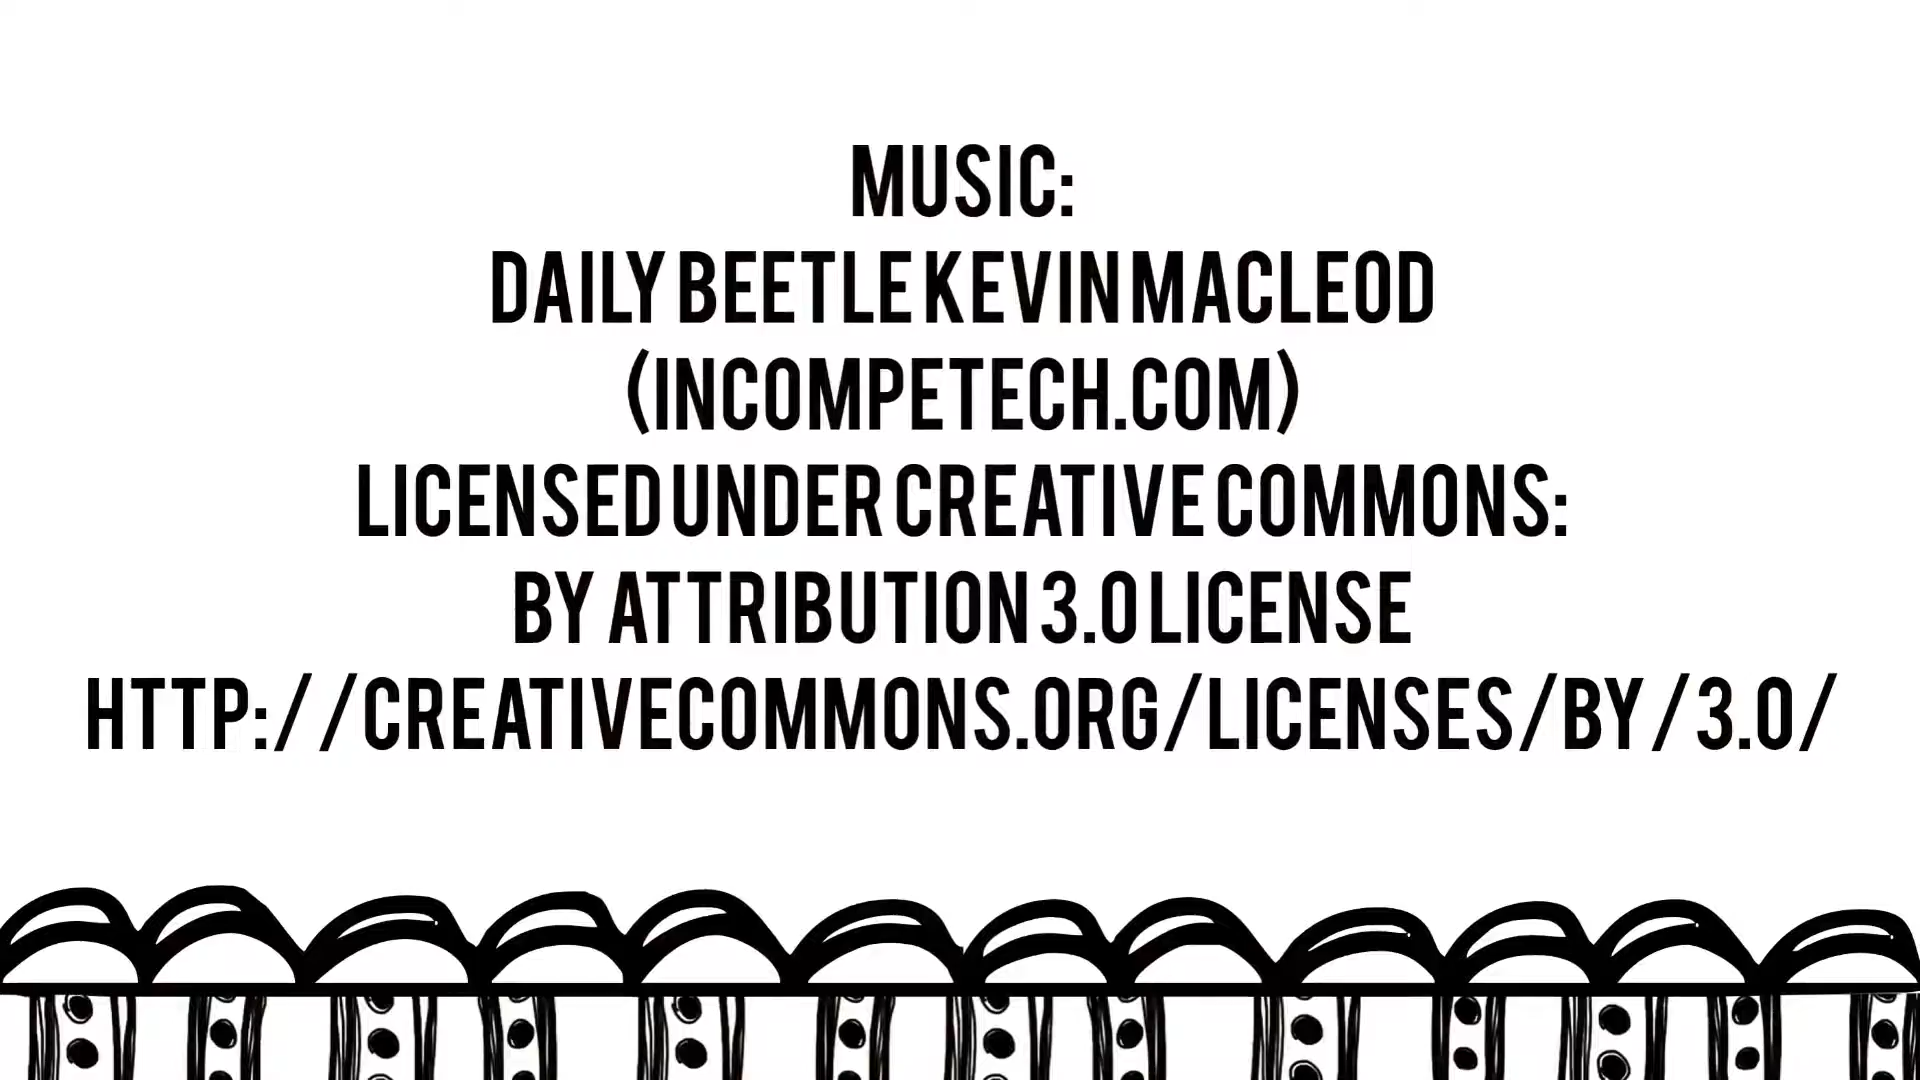 MUSIC:
DAILY BEETLE KEVIN MACLEOD
(INCOMPETECH.COM)
LICENSED UNDER CREATIVE COMMONS:
BY ATTRIBUTION 3.0 LICENSE
HTTP://CREATIVECOMMONS.ORG/LICENSES/BY/3.0/